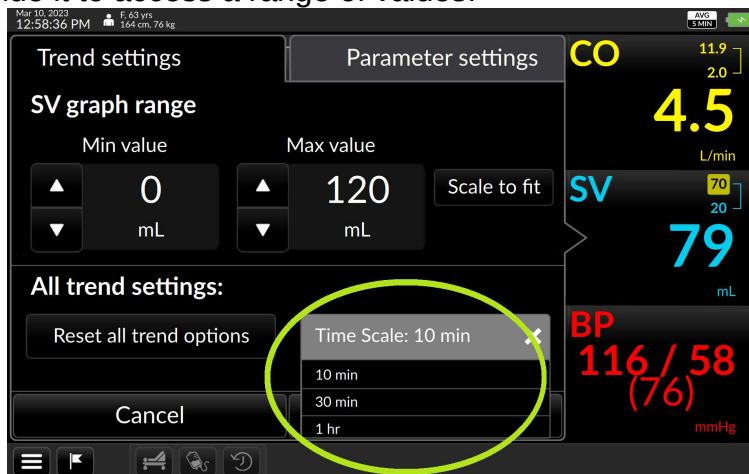 Mar 10, 2023
12:58:36 PM
F, 63 yrs
164 cm, 76 kg
AVG
5 MIN
Trend settings
Parameter settings
SV graph range
Min value
Max value
0
mL
120
mL
Scale to fit
All trend settings:
Reset all trend options
Time Scale: 10 min
10 min
30 min
1 hr
Cancel
CO
11.9
2.0
4.5
L/min
SV
70
20
79
mL
BP
116 / 58
(76)
mmHg